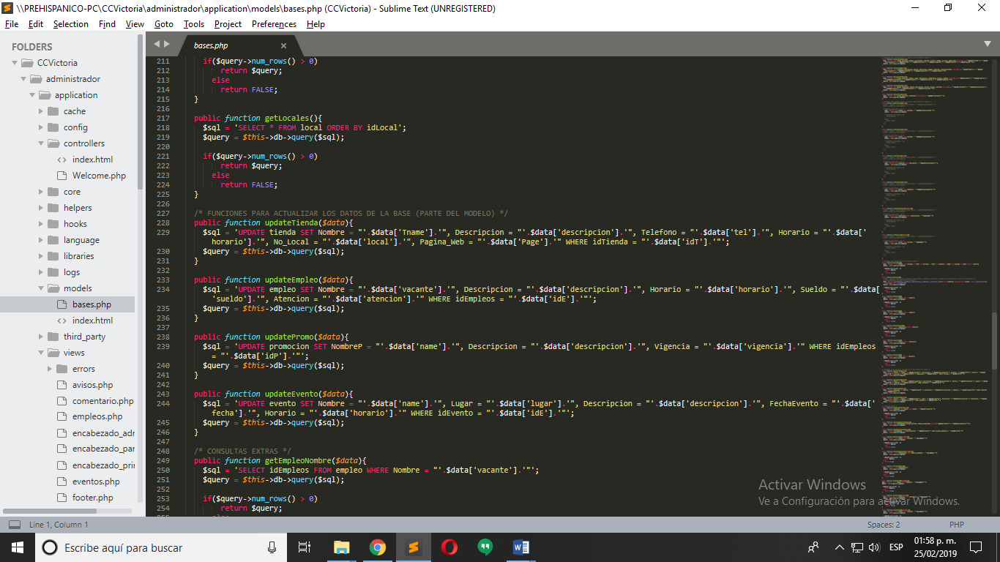 \\PREHISPANICO-PC\CCVictoria\administrador\application\models\bases.php (CCVictoria) - Sublime Text (UNREGISTERED)
File Edit Selection Find View Goto Tools Project Preferences Help
FOLDERS
CCVictoria
administrador
application
cache
config
controllers
index.html
Welcome.php
core
helpers
hooks
language
libraries
logs
models
bases.php
index.html
third_party
views
errors
avisos.php
comentario.php
empleos.php
encabezado_adr
encabezado_par
encabezado_prin
eventos.php
footer.php
bases.php
211 if($query->num_rows() > 0)
212 return $query;
213 else
214 return FALSE;
215 }
216
217 public function getLocales(){
218 $sql = 'SELECT * FROM local ORDER BY idLocal';
219 $query = $this->db->query($sql);
220
221 if($query->num_rows() > 0)
222 return $query;
223 else
224 return FALSE;
225 }
226
227 /* FUNCIONES PARA ACTUALIZAR LOS DATOS DE LA BASE (PARTE DEL MODELO) */
228 public function updateTienda($data){
229 $sql = 'UPDATE tienda SET Nombre = "'.$data['Tname'].'", Descripcion = "'.$data['descripcion'].'", Telefono = "'.$data['tel'].'", Horario = "'.$data['
horario'].'", No_Local = "'.$data['local'].'", Pagina_Web = "'.$data['Page'].'" WHERE idTienda = "'.$data['idT'].'"';
230 $query = $this->db->query($sql);
231 }
232
233 public function updateEmpleo($data){
234 $sql = 'UPDATE empleo SET Nombre = "'.$data['vacante'].'", Descripcion = "'.$data['descripcion'].'", Horario = "'.$data['horario'].'", Sueldo = "'.$data[
'sueldo'].'", Atencion = "'.$data['atencion'].'" WHERE idEmpleos = "'.$data['idE'].'"';
235 $query = $this->db->query($sql);
236 }
237
238 public function updatePromo($data){
239 $sql = 'UPDATE promocion SET NombreP = "'.$data['name'].'", Descripcion = "'.$data['descripcion'].'", Vigencia = "'.$data['vigencia'].'" WHERE idEmpleos
= "'.$data['idP'].'"';
240 $query = $this->db->query($sql);
241 }
242
243 public function updateEvento($data){
244 $sql = 'UPDATE evento SET Nombre = "'.$data['name'].'", Lugar = "'.$data['lugar'].'", Descripcion = "'.$data['descripcion'].'", FechaEvento = "'.$data['
fecha'].'", Horario = "'.$data['horario'].'" WHERE idEvento = "'.$data['idE'].'"';
245 $query = $this->db->query($sql);
246 }
247
248 /* CONSULTAS EXTRAS */
249 public function getEmpleoNombre($data){
250 $sql = 'SELECT idEmpleos FROM empleo WHERE Nombre = "'.$data['vacante'].'"';
251 $query = $this->db->query($sql);
252
253 if($query->num_rows() > 0)
254 return $query;
Activar Windows
Ve a Configuración para activar Windows.
Line 1, Column 1 Spaces: 2 PHP
Escribe aquí para buscar
ESP
01:58 p. m.
25/02/2019